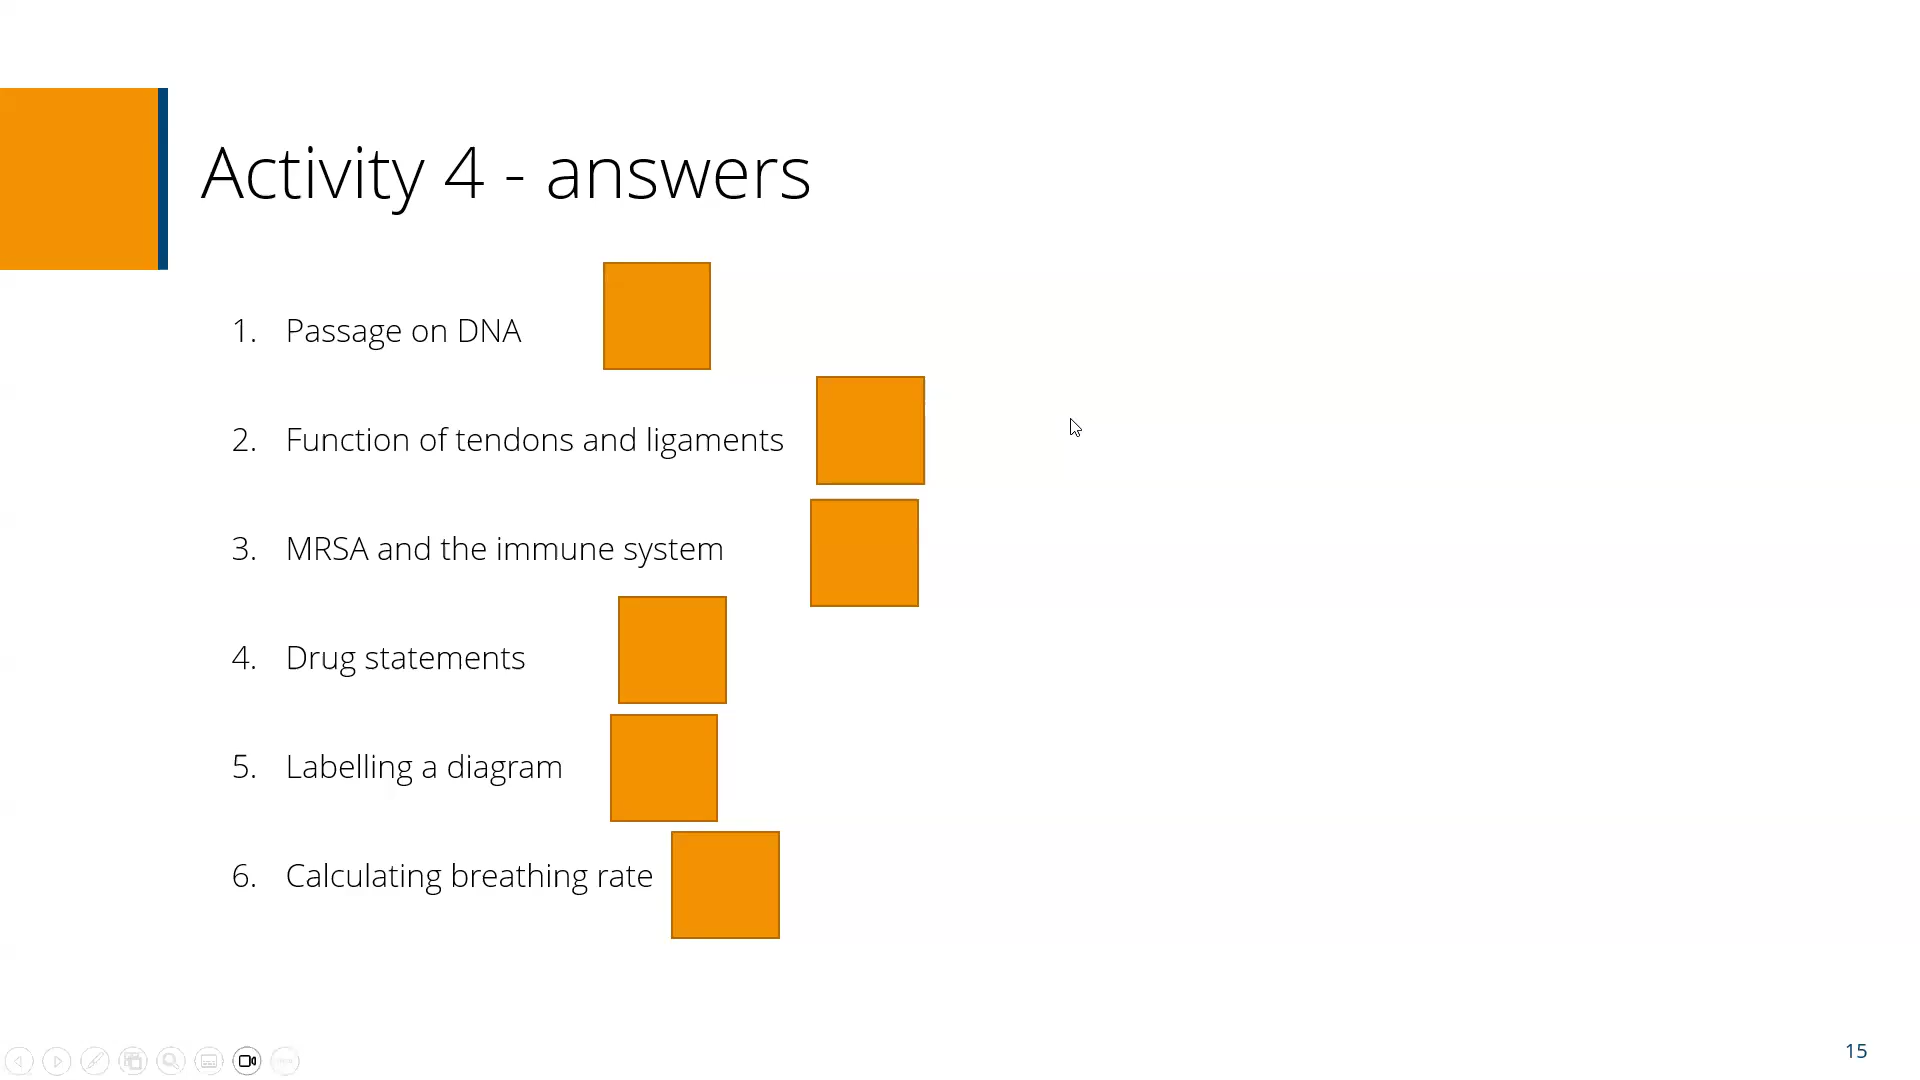 Activity 4 - answers
1. Passage on DNA
2. Function of tendons and ligaments
3. MRSA and the immune system
4. Drug statements
5. Labelling a diagram
6. Calculating breathing rate
15